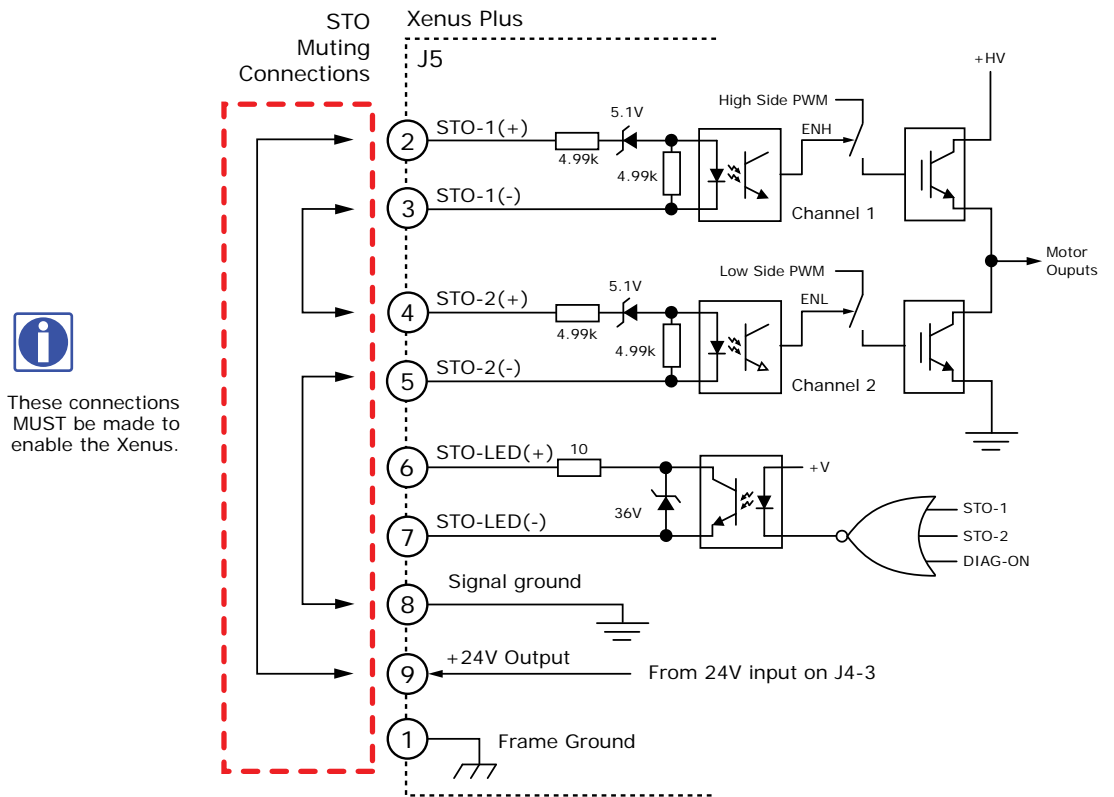 STO
Muting
Connections
Xenus Plus
J5
+HV
High Side PWM
5.1V
ENH
2
STO-1(+)
4.99k
4.99k
3
STO-1(-)
Channel 1
Motor
Ouputs
Low Side PWM
5.1V
ENL
4
STO-2(+)
4.99k
4.99k
5
STO-2(-)
Channel 2
These connections
MUST be made to
enable the Xenus.
6
STO-LED(+)
10
+V
36V
7
STO-LED(-)
STO-1
STO-2
DIAG-ON
8
Signal ground
9
+24V Output
From 24V input on J4-3
1
Frame Ground